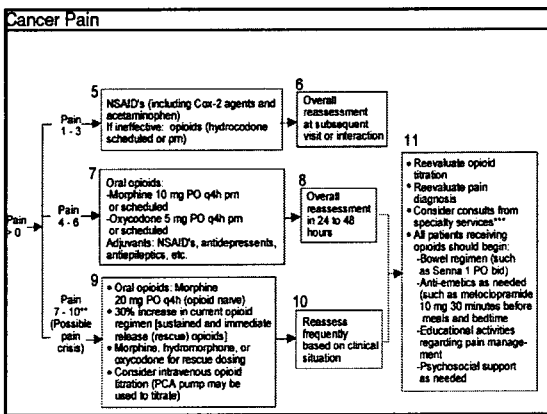 Cancer Pain
Pain
> 0
Pain
1 - 3
5
NSAID's (including Cox-2 agents and
acetaminophen)
If ineffective: opioids (hydrocodone
scheduled or prn)
6
Overall
reassessment
at subsequent
visit or interaction
Pain
4 - 6
7
Oral opioids:
-Morphine 10 mg PO q4h prn
or scheduled
-Oxycodone 5 mg PO q4h prn
or scheduled
Adjuvants: NSAID's, antidepressents,
antiepileptics, etc.
8
Overall
reassessment
in 24 to 48
hours
Pain
7 - 10**
(Possible
pain
crisis)
9
• Oral opioids: Morphine
20 mg PO q4h (opioid naive)
• 30% increase in current opioid
regimen [sustained and immediate
release (rescue) opioids]
• Morphine, hydromorphone, or
oxycodone for rescue dosing
• Consider intravenous opioid
titration (PCA pump may be
used to titrate)
10
Reassess
frequently
based on clinical
situation
11
• Reevaluate opioid
titration
• Reevaluate pain
diagnosis
• Consider consults from
specialty services***
• All patients receiving
opioids should begin:
-Bowel regimen (such
as Senna 1 PO bid)
-Anti-emetics as needed
(such as metoclopramide
10 mg 30 minutes before
meals and bedtime
-Educational activities
regarding pain manage-
ment
-Psychosocial support
as needed